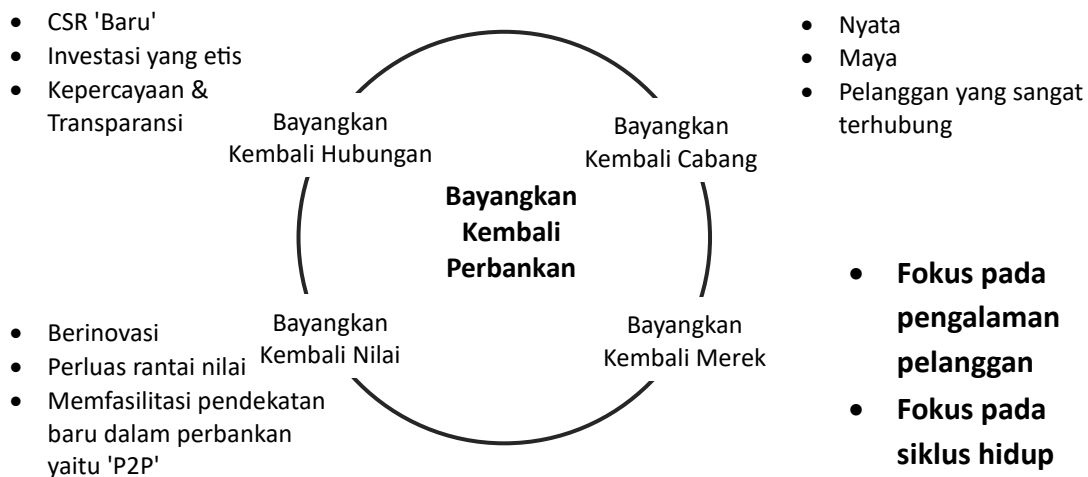 • CSR 'Baru'
• Investasi yang etis
• Kepercayaan &
Transparansi
Bayangkan
Kembali Hubungan
• Nyata
• Maya
• Pelanggan yang sangat
terhubung
Bayangkan
Kembali Cabang
Bayangkan
Kembali
Perbankan
• Berinovasi
• Perluas rantai nilai
• Memfasilitasi pendekatan
baru dalam perbankan
yaitu 'P2P'
Bayangkan
Kembali Nilai
Bayangkan
Kembali Merek
• Fokus pada
pengalaman
pelanggan
• Fokus pada
siklus hidup